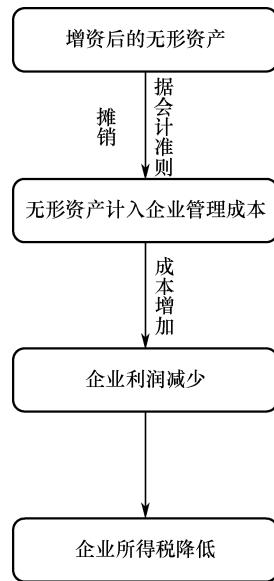 增资后的无形资产
摊销
据会计准则
无形资产计入企业管理成本
成本增加
企业利润减少
企业所得税降低